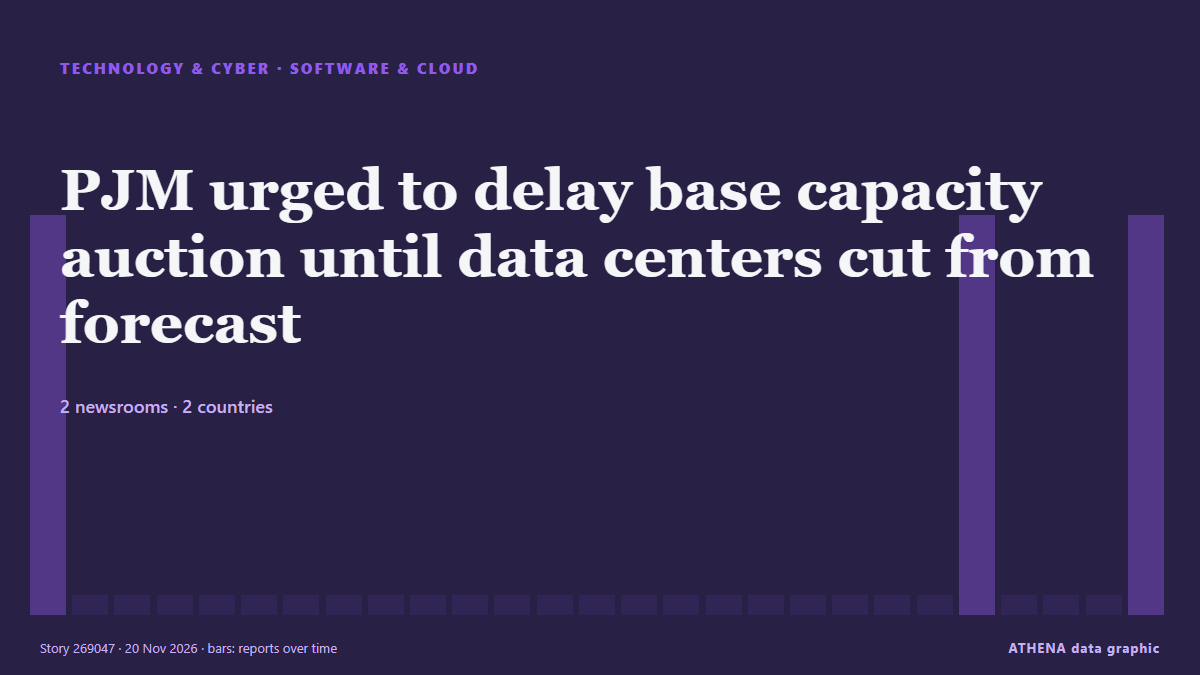 TECHNOLOGY & CYBER · SOFTWARE & CLOUD
PJM urged to delay base capacity
auction until data centers cut from
forecast
2 newsrooms · 2 countries
Story 269047 · 20 Nov 2026 · bars: reports over time
ATHENA data graphic